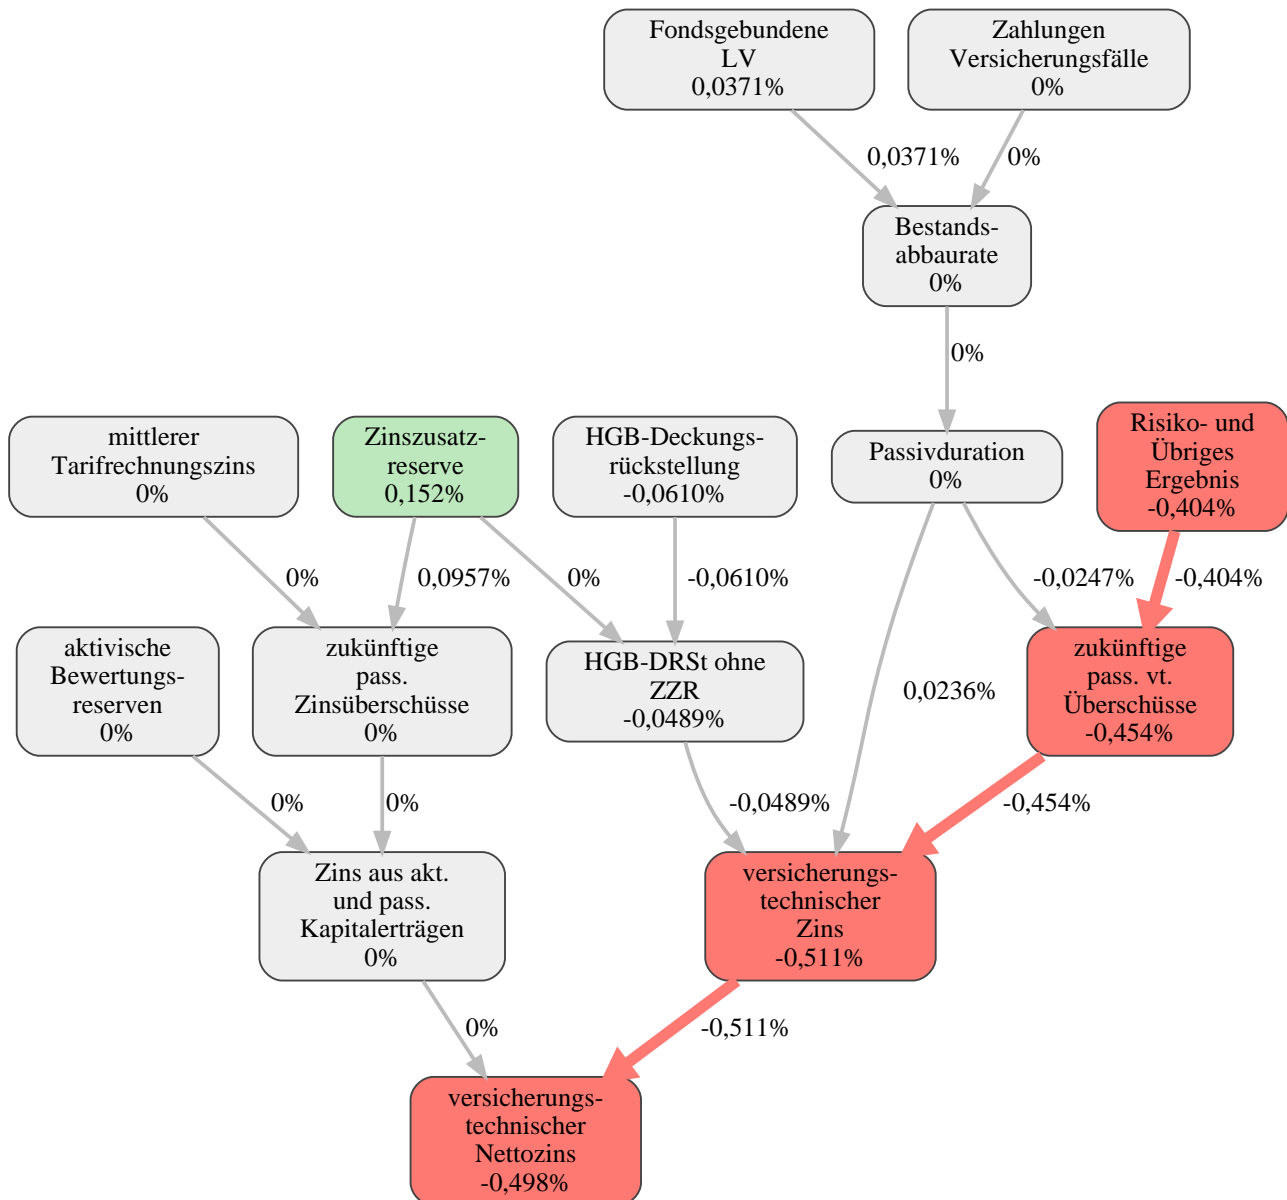 Fondsgebundene
LV
0,0371%
Zahlungen
Versicherungsfälle
0%
0,0371%
0%
Bestands-
abbaurate
0%
0%
mittlerer
Tarifrechnungszins
0%
Zinszusatz-
reserve
0,152%
HGB-Deckungs-
rückstellung
-0,0610%
Passivduration
0%
Risiko- und
Übriges
Ergebnis
-0,404%
0%
0,0957%
0%
-0,0610%
-0,0247%
-0,404%
aktivische
Bewertungs-
reserven
0%
zukünftige
pass.
Zinsüberschüsse
0%
HGB-DRSt ohne
ZZR
-0,0489%
0,0236%
zukünftige
pass. vt.
Überschüsse
-0,454%
0%
0%
-0,0489%
-0,454%
Zins aus akt.
und pass.
Kapitalerträgen
0%
versicherungs-
technischer
Zins
-0,511%
0%
-0,511%
versicherungs-
technischer
Nettozins
-0,498%